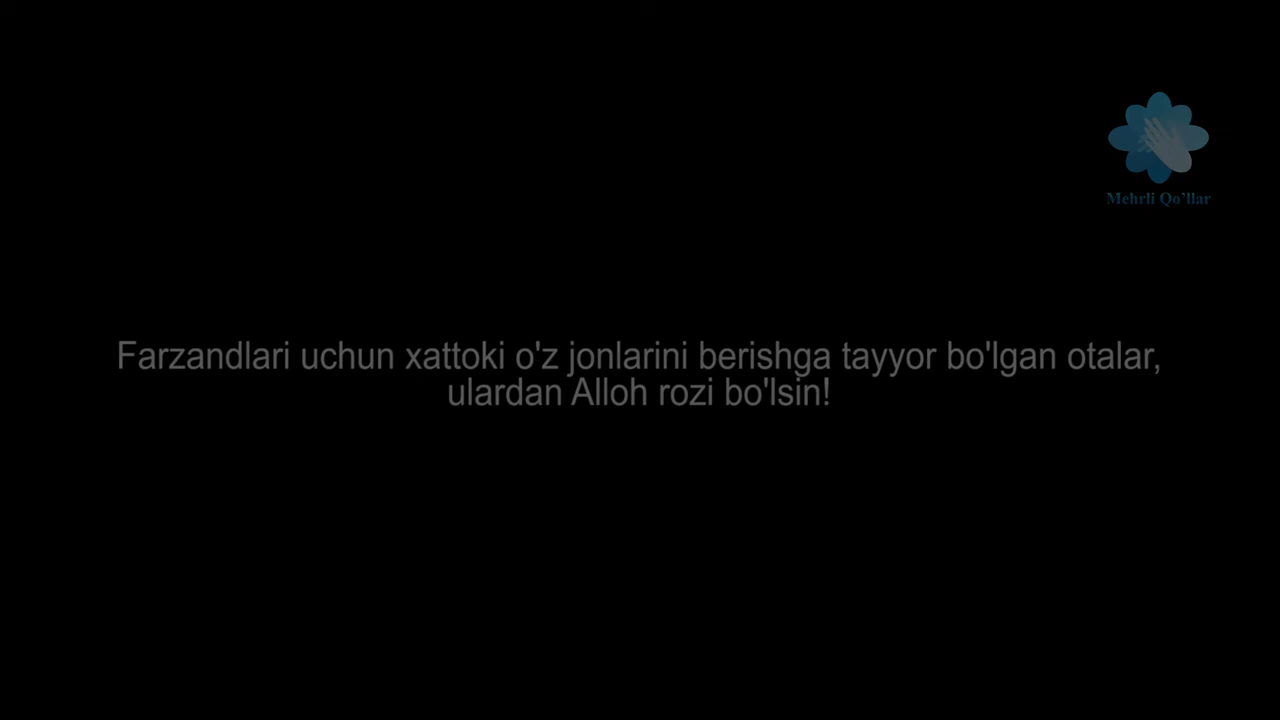 Mehrli Qo’llar
Farzandlari uchun xattoki o'z jonlarini berishga tayyor bo'lgan otalar,
ulardan Alloh rozi bo'lsin!